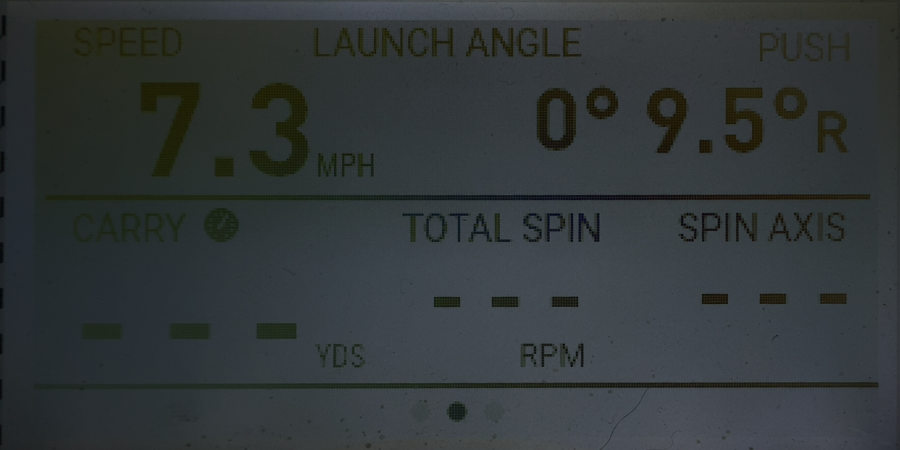 SPEED LAUNCH ANGLE PUSH
7.3 MPH 0° 9.5° R
CARRY TOTAL SPIN SPIN AXIS
--- --- ---
YDS RPM